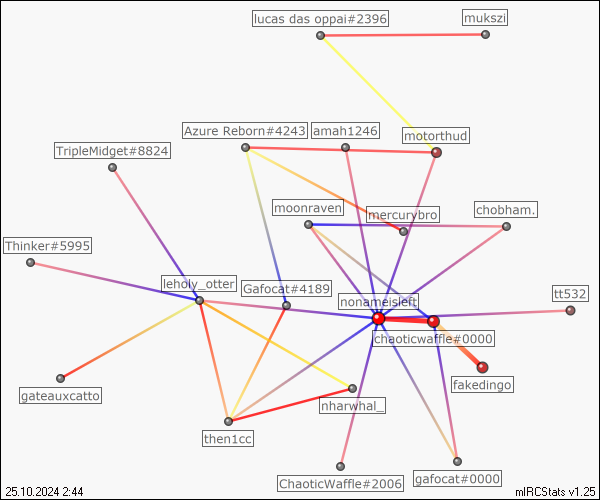 lucas das oppai#2396
mukszi
Azure Reborn#4243
amah1246
motorthud
TripleMidget#8824
moonraven
mercurybro
chobham.
Thinker#5995
leholy_otter
Gafocat#4189
nonameisleft
tt532
chaoticwaffle#0000
fakedingo
gateauxcatto
nharwhal_
then1cc
ChaoticWaffle#2006
gafocat#0000
25.10.2024 2:44
mIRCStats v1.25